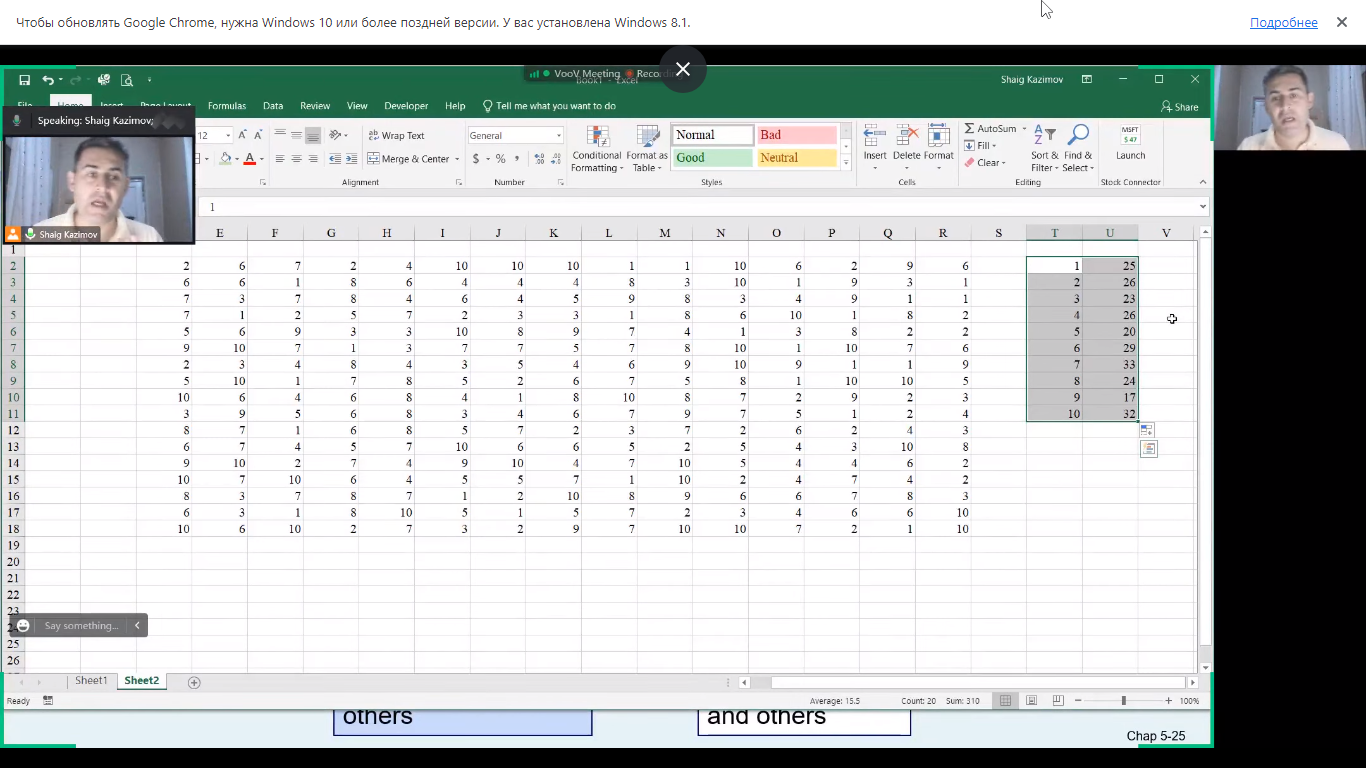 Чтобы обновлять Google Chrome, нужна Windows 10 или более поздней версии. У вас установлена Windows 8.1. Подробнее
VooV Meeting Recor
book1 - Excel Shaig Kazimov
File Home Insert Page Layout Formulas Data Review View Developer Help Tell me what you want to do Share
Speaking: Shaig Kazimov;
12 A A Wrap Text General Normal Bad AutoSum
Merge & Center $ % Conditional Formatting Format as Table Good Neutral Insert Delete Format Fill Clear Sort & Filter Find & Select MSFT $ 47 Launch
Alignment Number Styles Cells Editing Stock Connector
Shaig Kazimov
1
E F G H I J K L M N O P Q R S T U V
1
2 2 6 7 2 4 10 10 10 1 1 10 6 2 9 6 1 25
3 6 6 1 8 6 4 4 4 8 3 10 1 9 3 1 2 26
4 7 3 7 8 4 6 4 5 9 8 3 4 9 1 1 3 23
5 7 1 2 5 7 2 3 3 1 8 6 10 1 8 2 4 26
6 5 6 9 3 3 10 8 9 7 4 1 3 8 2 2 5 20
7 9 10 7 1 3 7 7 5 7 8 10 1 10 7 6 6 29
8 2 3 4 8 4 3 5 4 6 9 10 9 1 1 9 7 33
9 5 10 1 7 8 5 2 6 7 5 8 1 10 10 5 8 24
10 10 6 4 6 8 4 1 8 10 8 7 2 9 2 3 9 17
11 3 9 5 6 8 3 4 6 7 9 7 5 1 2 4 10 32
12 8 7 1 6 8 5 7 2 3 7 2 6 2 4 3
13 6 7 4 5 7 10 6 6 5 2 5 4 3 10 8
14 9 10 2 7 4 9 10 4 7 10 5 4 4 6 2
15 10 7 10 6 4 5 5 7 1 10 2 4 7 4 2
16 8 3 7 8 7 1 2 10 8 9 6 6 7 8 3
17 6 3 1 8 10 5 1 5 7 2 3 4 6 6 10
18 10 6 10 2 7 3 2 9 7 10 10 7 2 1 10
19
20
21
22
23
Say something...
25
26
Sheet1 Sheet2
Ready Average: 15.5 Count: 20 Sum: 310 100%
others and others
Chap 5-25